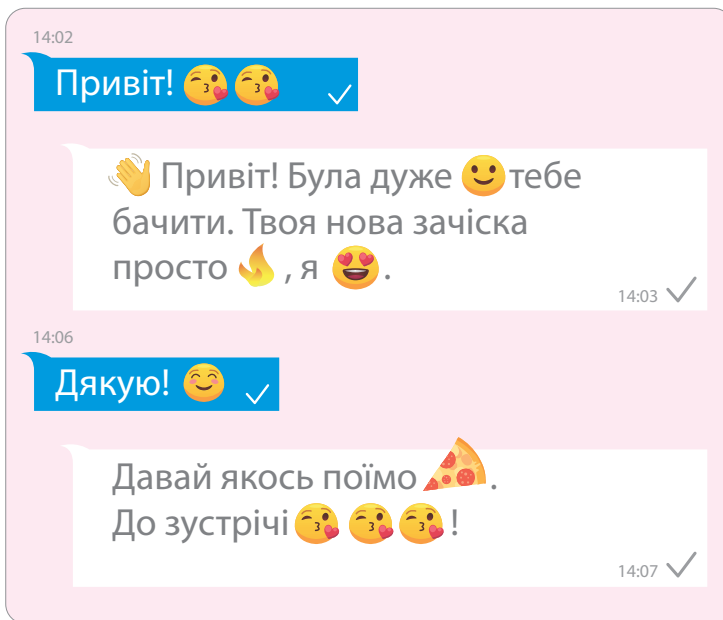 14:02
Привіт! 😘😘
👋 Привіт! Була дуже 🙂 тебе
бачити. Твоя нова зачіска
просто 🔥, я 😍.
14:03
14:06
Дякую! 😊
Давай якось поїмо 🍕.
До зустрічі 😘😘😘!
14:07